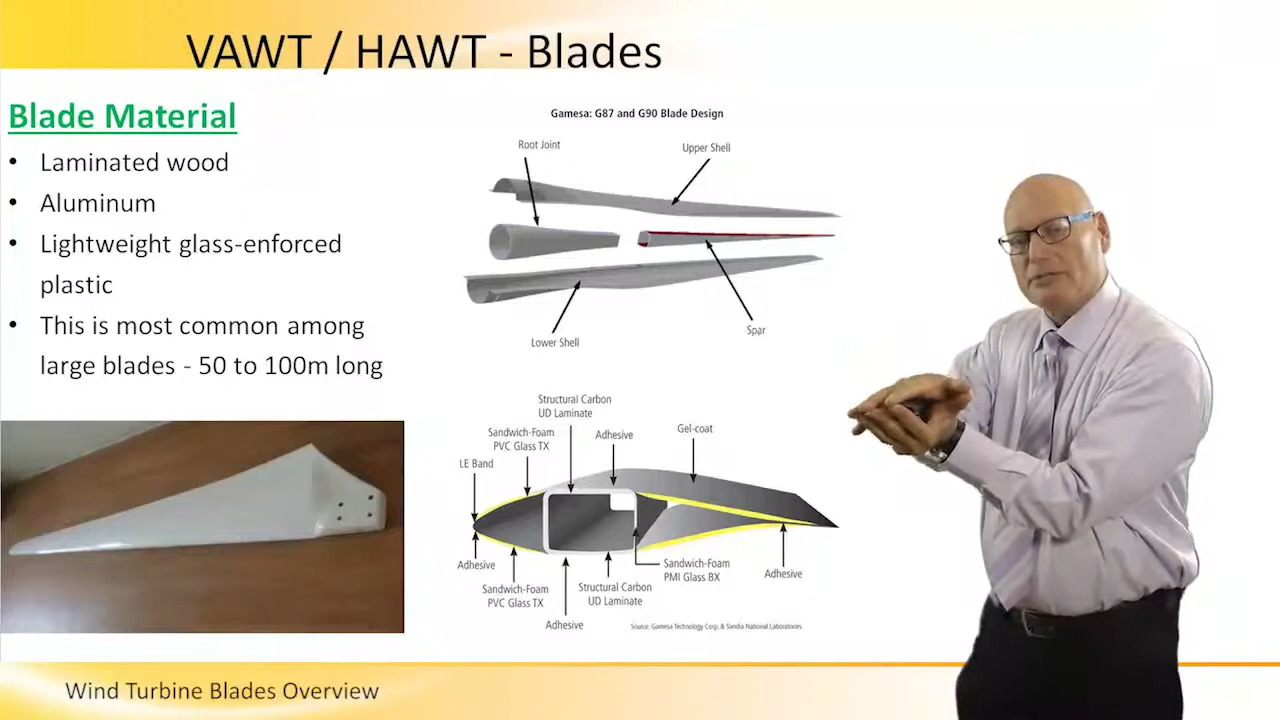 VAWT / HAWT - Blades
Blade Material
• Laminated wood
• Aluminum
• Lightweight glass-enforced
plastic
• This is most common among
large blades - 50 to 100m long
Gamesa: G87 and G90 Blade Design
Root Joint
Upper Shell
Lower Shell
Spar
Structural Carbon
UD Laminate
Sandwich-Foam
PVC Glass TX
Adhesive
Gel-coat
LE Band
Adhesive
Sandwich-Foam
PVC Glass TX
Adhesive
Structural Carbon
UD Laminate
Sandwich-Foam
PMI Glass BX
Adhesive
Source: Gamesa Technology Corp. & Sandia National Laboratories
Wind Turbine Blades Overview